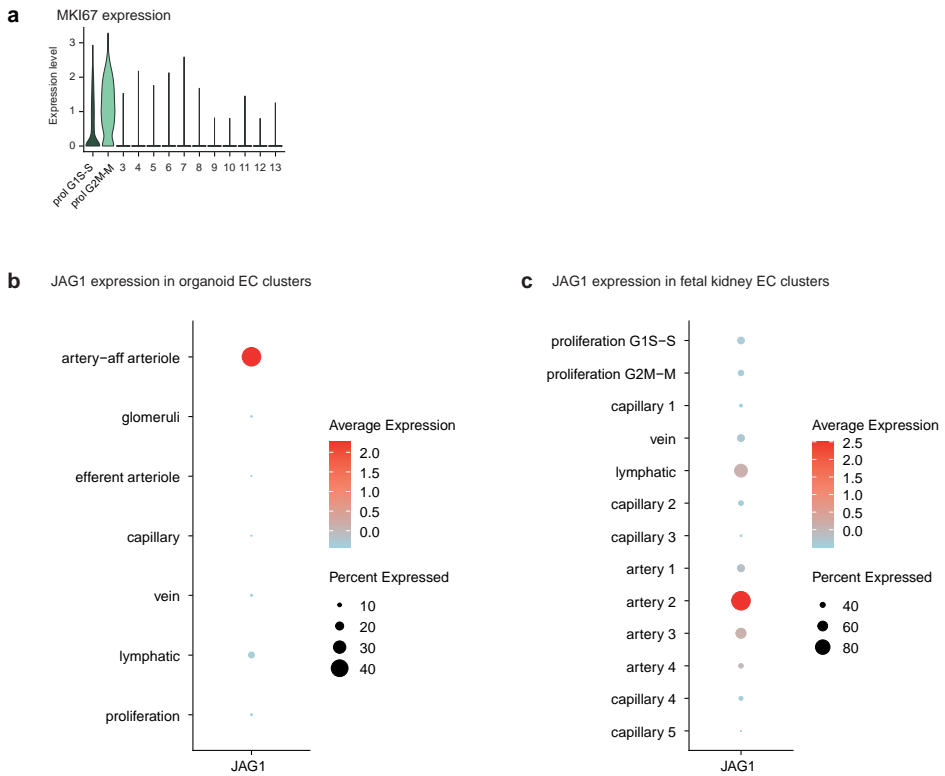 a
MKI67 expression
Expression level
3
2
1
0
prol G1S-S
prol G2M-M
3 4 5 6 7 8 9 10 11 12 13
b
JAG1 expression in organoid EC clusters
artery−aff arteriole
glomeruli
efferent arteriole
capillary
vein
lymphatic
proliferation
JAG1
Average Expression
2.0
1.5
1.0
0.5
0.0
Percent Expressed
10
20
30
40
c
JAG1 expression in fetal kidney EC clusters
proliferation G1S−S
proliferation G2M−M
capillary 1
vein
lymphatic
capillary 2
capillary 3
artery 1
artery 2
artery 3
artery 4
capillary 4
capillary 5
JAG1
Average Expression
2.5
2.0
1.5
1.0
0.5
0.0
Percent Expressed
40
60
80